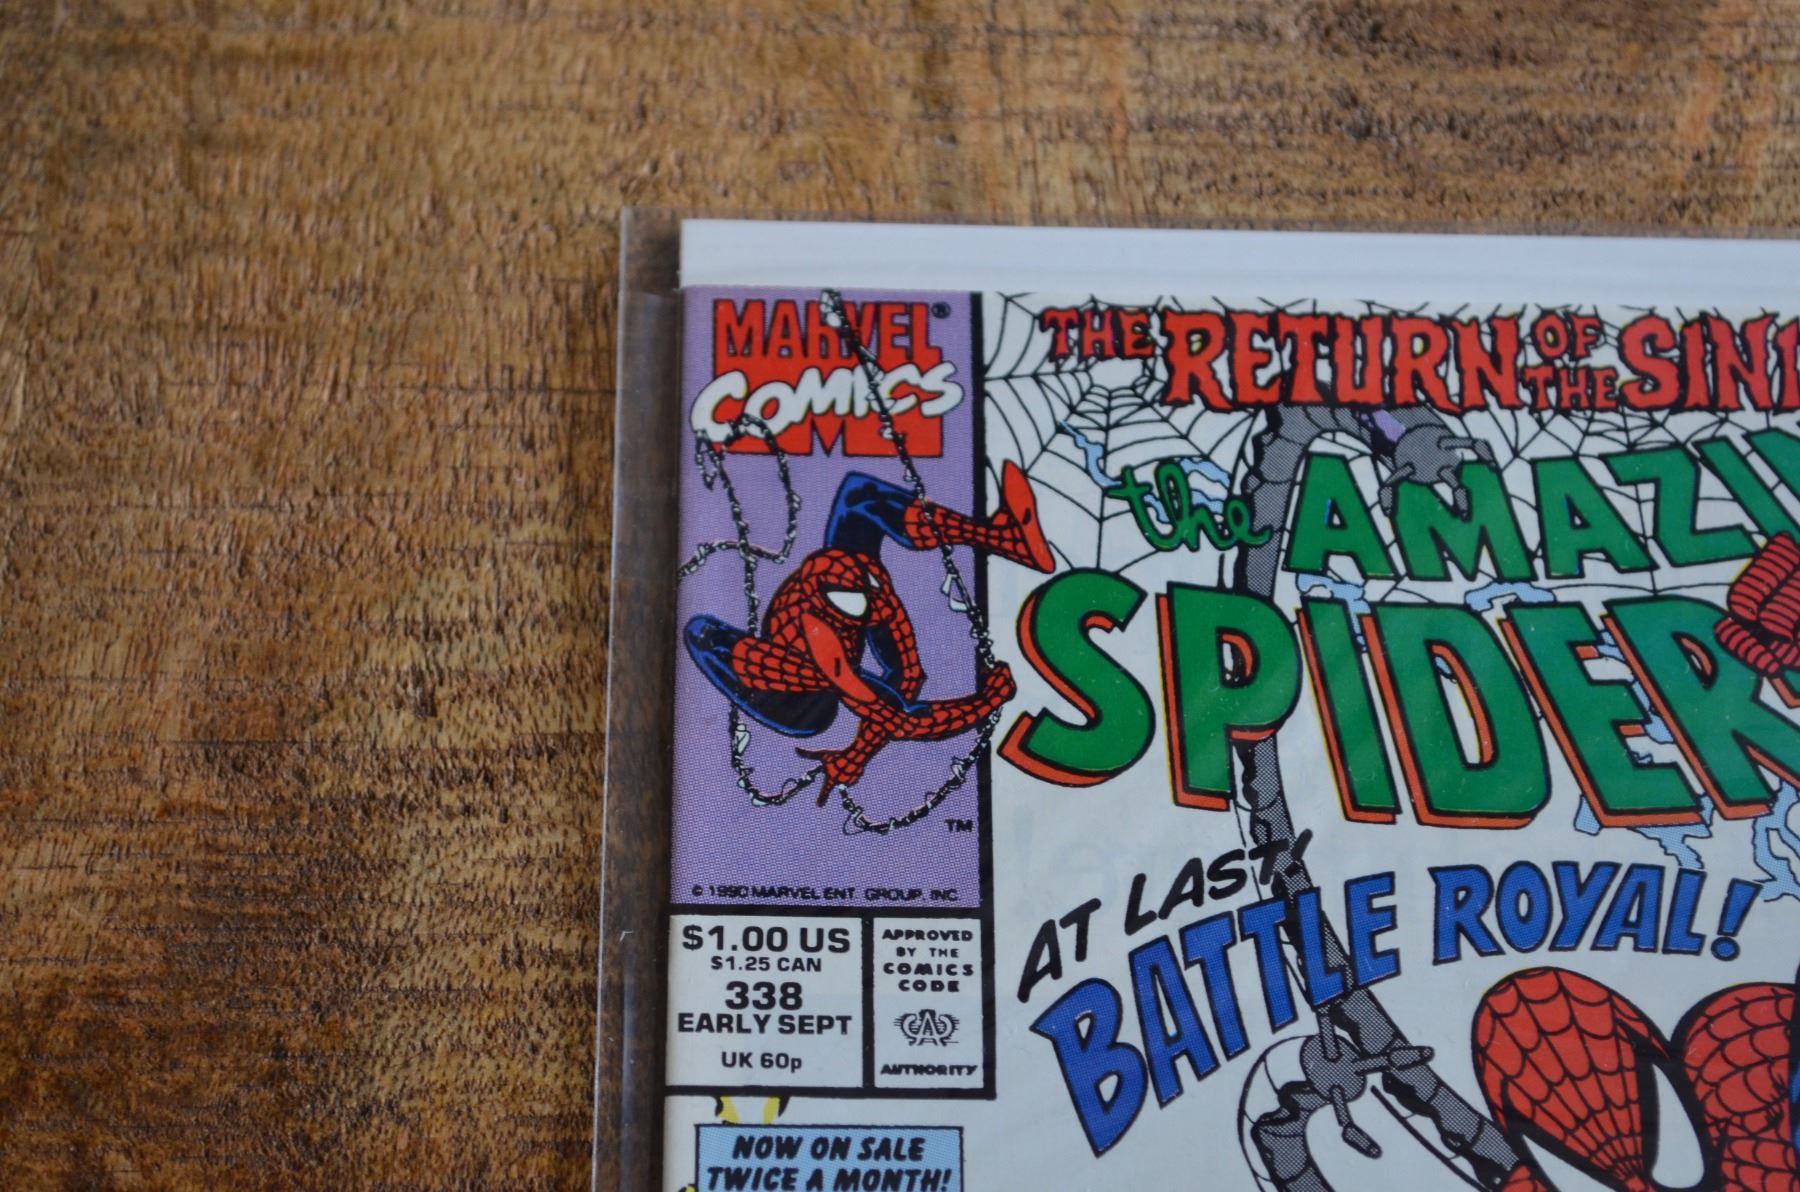 MARVEL®
COMICS
THE RETURN OF THE SINI
the AMAZI
SPIDER
TM
© 1990 MARVEL ENT. GROUP, INC.
AT LAST!
BATTLE ROYAL!
$1.00 US
$1.25 CAN
338
EARLY SEPT
UK 60p
APPROVED
BY THE
COMICS
CODE
AUTHORITY
NOW ON SALE
TWICE A MONTH!